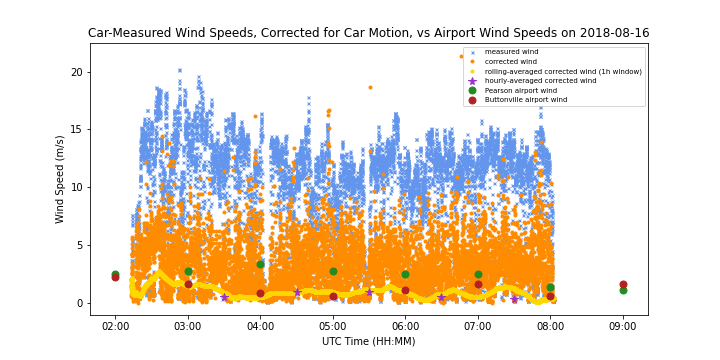 Car-Measured Wind Speeds, Corrected for Car Motion, vs Airport Wind Speeds on 2018-08-16
measured wind
corrected wind
rolling-averaged corrected wind (1h window)
hourly-averaged corrected wind
Pearson airport wind
Buttonville airport wind
Wind Speed (m/s)
20
15
10
5
0
02:00 03:00 04:00 05:00 06:00 07:00 08:00 09:00
UTC Time (HH:MM)